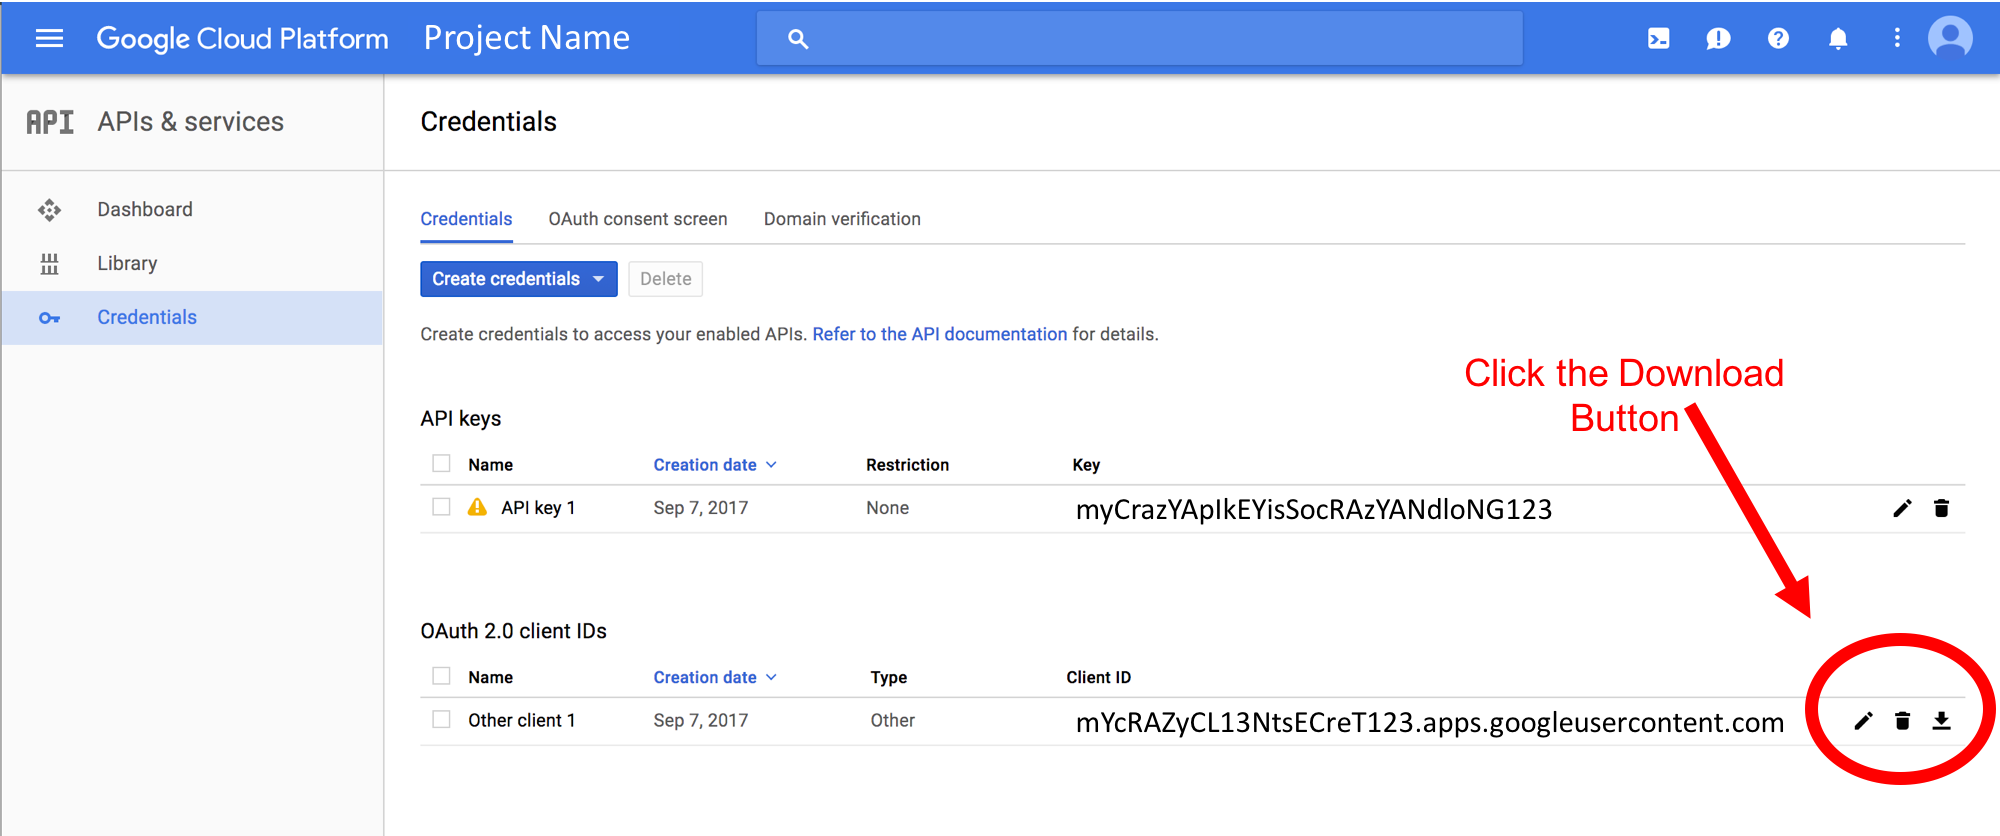 Google Cloud Platform Project Name
API APIs & services
Credentials
Dashboard
Library
Credentials
Credentials OAuth consent screen Domain verification
Create credentials Delete
Create credentials to access your enabled APIs. Refer to the API documentation for details.
Click the Download
Button
API keys
Name Creation date Restriction Key
API key 1 Sep 7, 2017 None myCrazYApIkEYisSocRAzYANdloNG123
OAuth 2.0 client IDs
Name Creation date Type Client ID
Other client 1 Sep 7, 2017 Other mYcRAZyCL13NtsECreT123.apps.googleusercontent.com